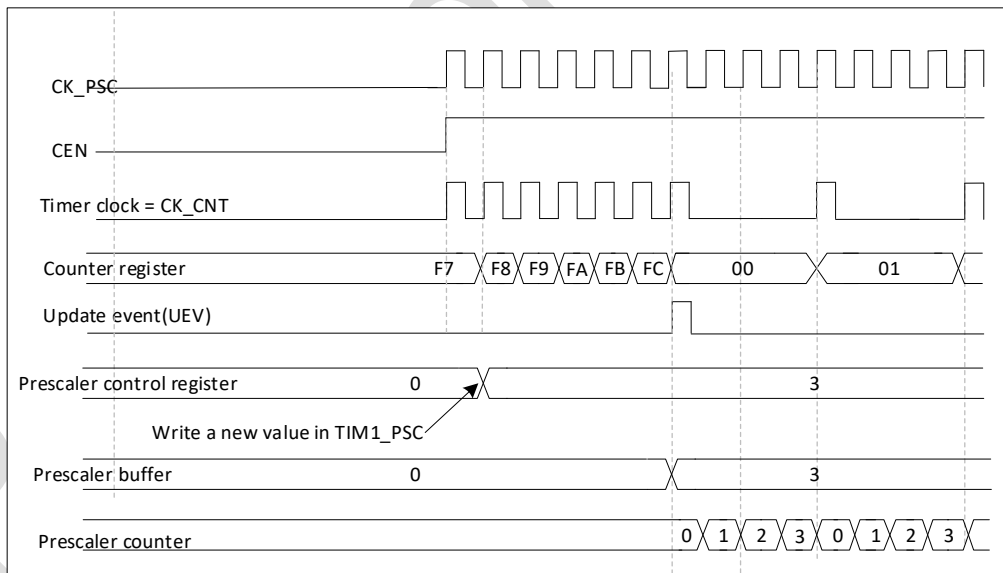 CK_PSC
CEN
Timer clock = CK_CNT
Counter register F7 F8 F9 FA FB FC 00 01
Update event(UEV)
Prescaler control register 0 3
Write a new value in TIM1_PSC
Prescaler buffer 0 3
Prescaler counter 0 1 2 3 0 1 2 3